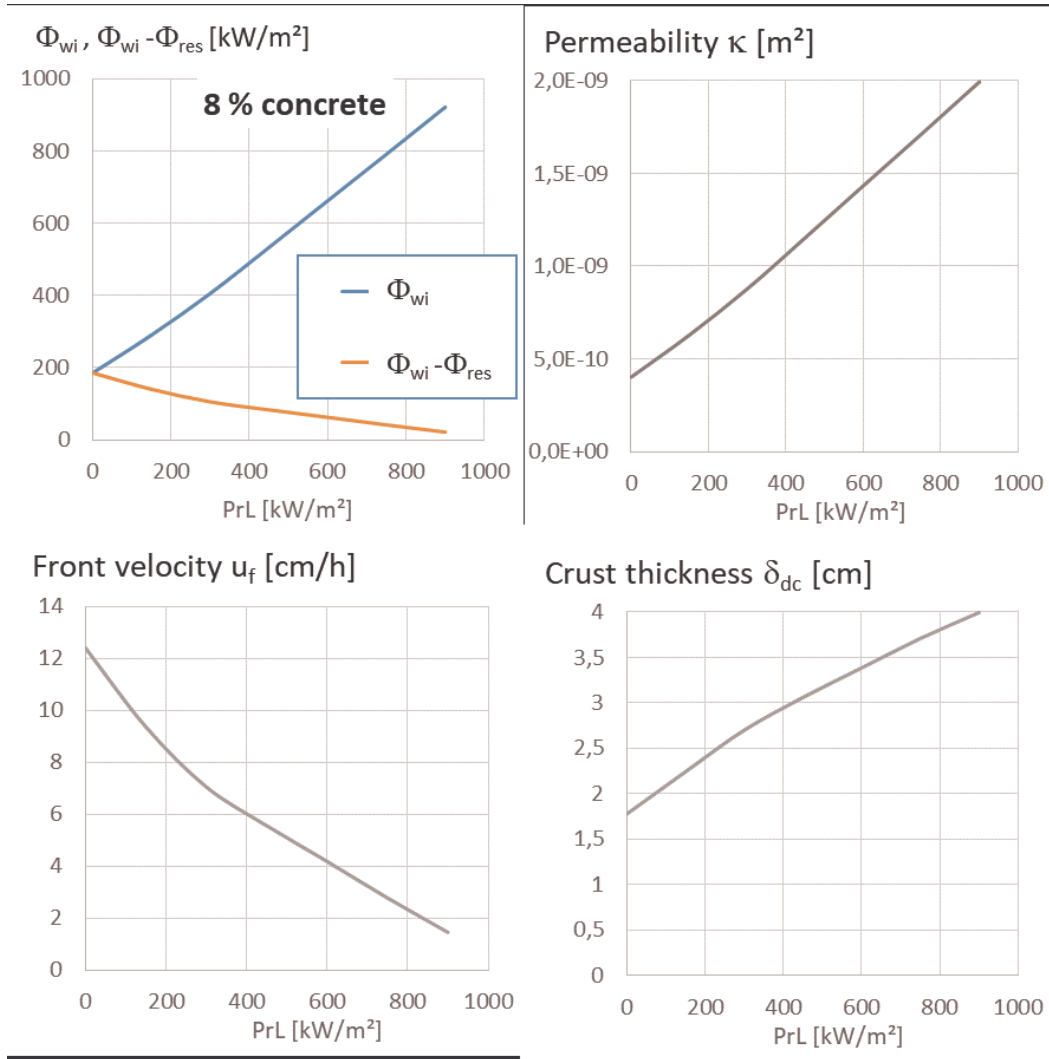 Φwi , Φwi -Φres [kW/m²]
8 % concrete
1000
800
600
400
200
0
0 200 400 600 800 1000
PrL [kW/m²]
Φwi
Φwi -Φres
Permeability κ [m²]
2,0E-09
1,5E-09
1,0E-09
5,0E-10
0,0E+00
0 200 400 600 800 1000
PrL [kW/m²]
Front velocity uf [cm/h]
14
12
10
8
6
4
2
0
0 200 400 600 800 1000
PrL [kW/m²]
Crust thickness δdc [cm]
4
3,5
3
2,5
2
1,5
1
0,5
0
0 200 400 600 800 1000
PrL [kW/m²]